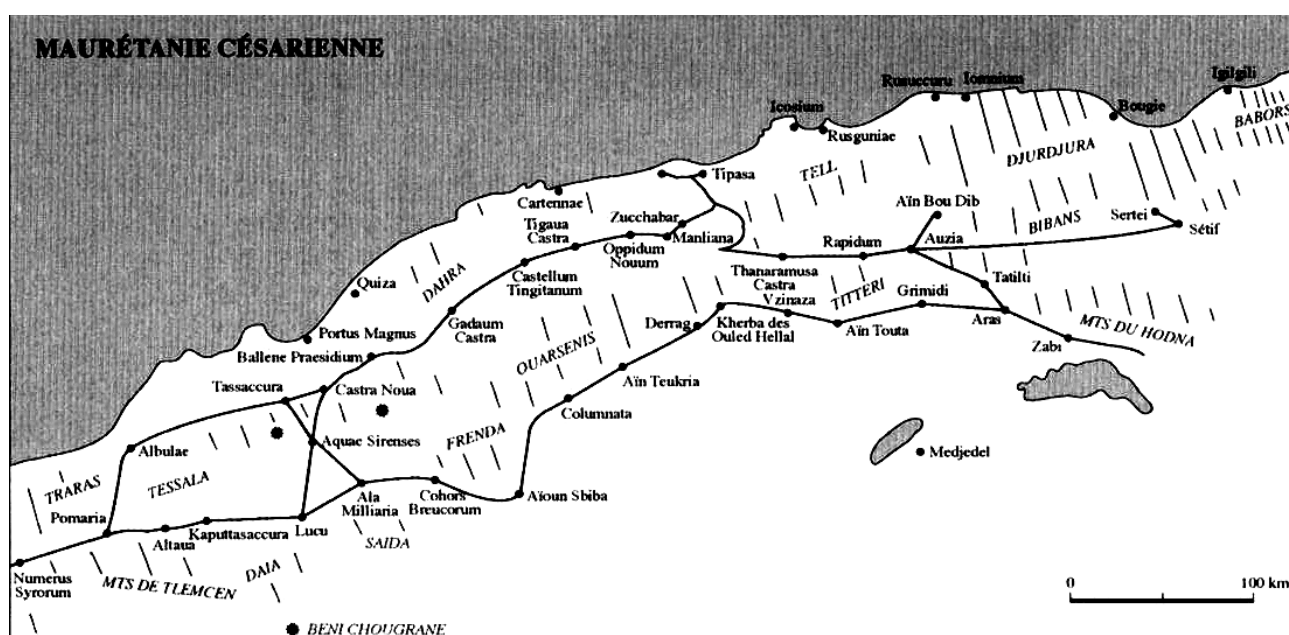 MAURÉTANIE CÉSARIENNE
Igilgili
Rusuccuru
Iomnium
Bougie
BABORS
Icosium
Rusguniae
DJURDJURA
TELL
Tipasa
Cartennae
Aïn Bou Dib
Zucchabar
Sertei
BIBANS
Sétif
Tigaua
Castra
Manliana
Rapidum
Auzia
Oppidum
Nouum
Quiza
DAHRA
Castellum
Tingitanum
Thanaramusa
Castra
Tatilti
TITTERI
Vzinaza
Grimidi
Gadaum
Castra
Derrag
Kherba des
Ouled Hellal
Aïn Touta
Aras
MTS DU HODNA
Portus Magnus
Zabi
Ballene Praesidium
OUARSENIS
Aïn Teukria
Tassaccura
Castra Noua
Columnata
FRENDA
Aquae Sirenses
Albulae
Medjedel
TRARAS
TESSALA
Ala
Milliaria
Cohors
Breucorum
Aïoun Sbiba
Pomaria
Altaua
Kaputtasaccura
Lucu
SAIDA
DAIA
Numerus
Syrorum
MTS DE TLEMCEN
0 100 km
BENI CHOUGRANE